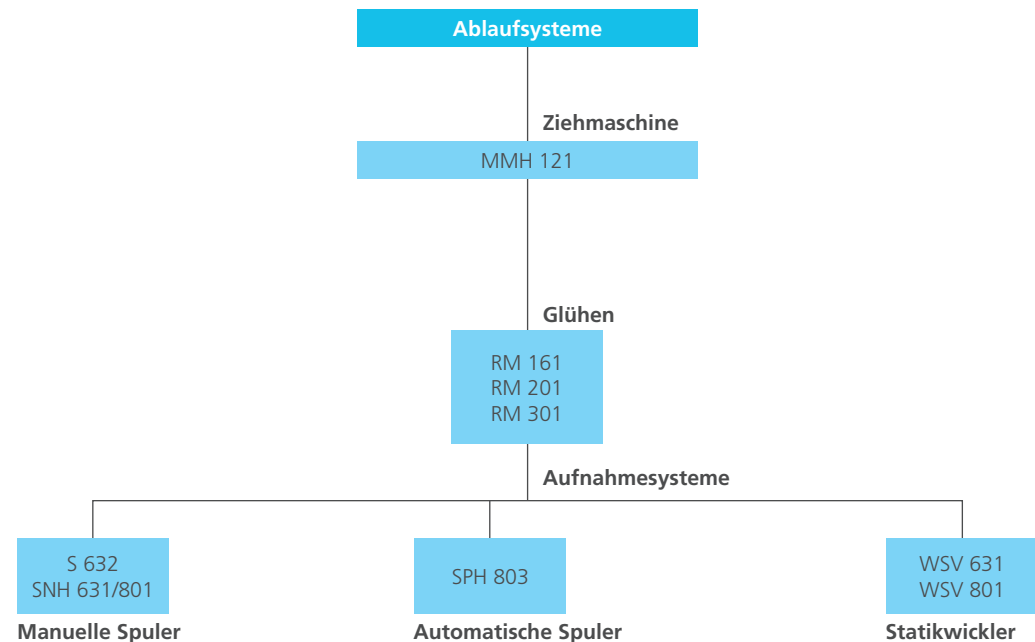 Ablaufsysteme
Ziehmaschine
MMH 121
Glühen
RM 161
RM 201
RM 301
Aufnahmesysteme
S 632
SNH 631/801
Manuelle Spuler
SPH 803
Automatische Spuler
WSV 631
WSV 801
Statikwickler